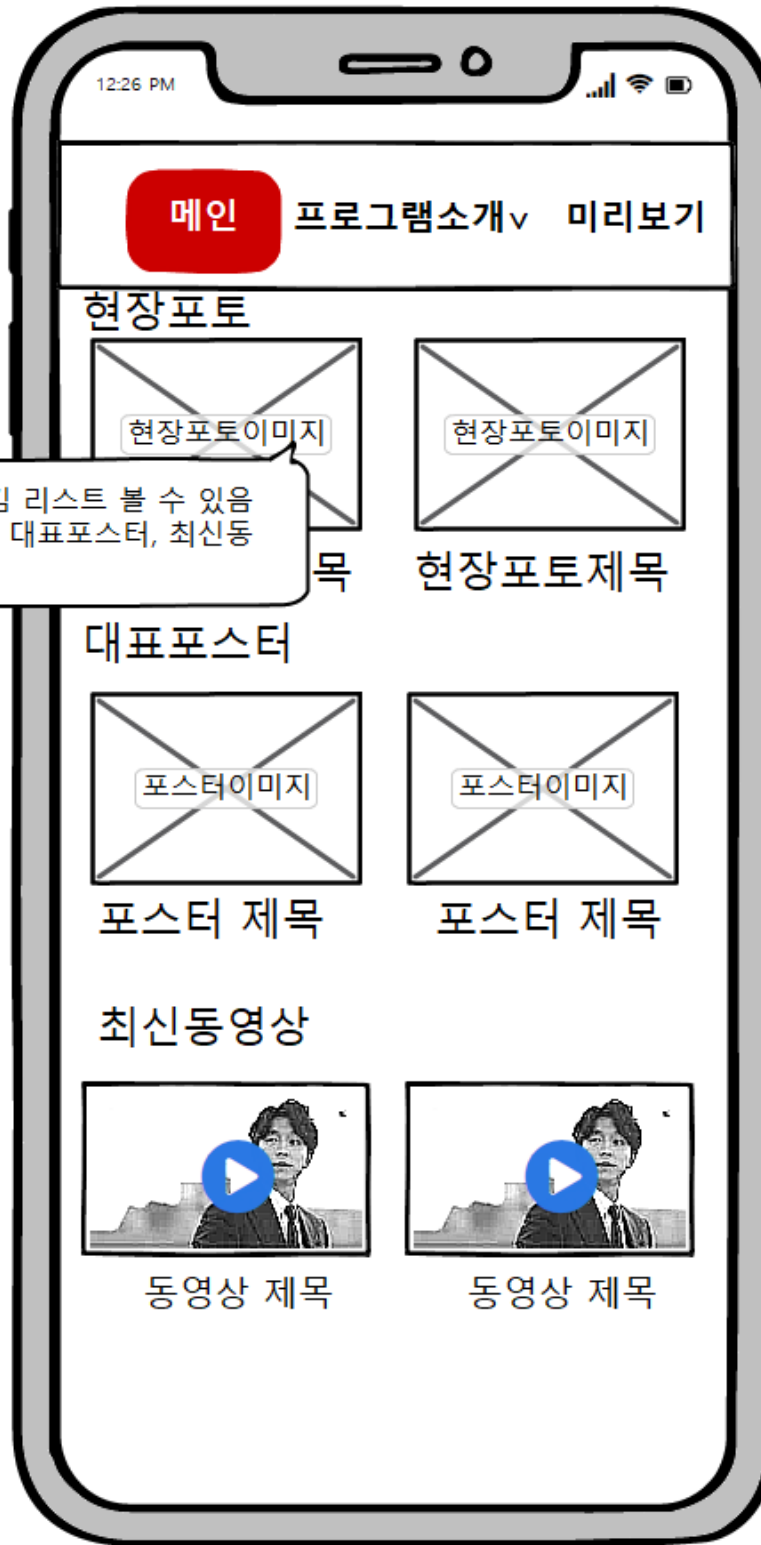 12:26 PM
메인 프로그램소개∨ 미리보기
현장포토
현장포토이미지 현장포토이미지
리스트 볼 수 있음
대표포스터, 최신동
목 현장포토제목
대표포스터
포스터이미지 포스터이미지
포스터 제목 포스터 제목
최신동영상
동영상 제목 동영상 제목